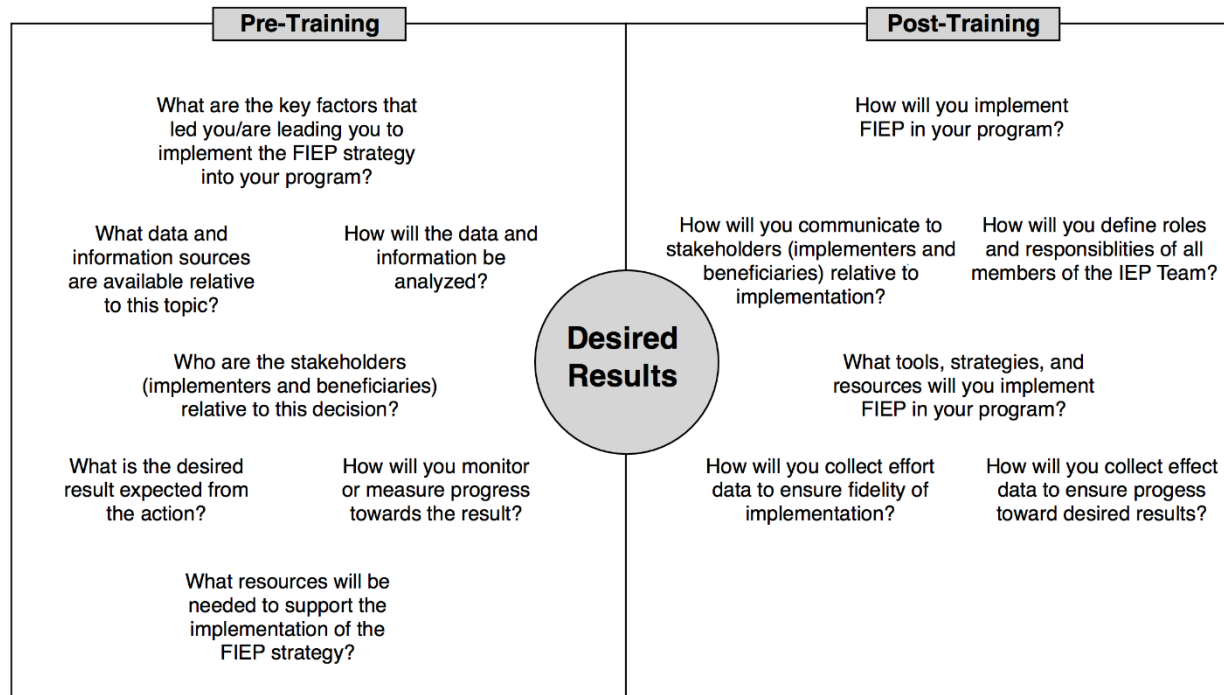 Pre-Training
What are the key factors that
led you/are leading you to
implement the FIEP strategy
into your program?
What data and
information sources
are available relative
to this topic?
How will the data and
information be
analyzed?
Who are the stakeholders
(implementers and beneficiaries)
relative to this decision?
What is the desired
result expected from
the action?
How will you monitor
or measure progress
towards the result?
What resources will be
needed to support the
implementation of the
FIEP strategy?
Desired
Results
Post-Training
How will you implement
FIEP in your program?
How will you communicate to
stakeholders (implementers and
beneficiaries) relative to
implementation?
How will you define roles
and responsiblities of all
members of the IEP Team?
What tools, strategies, and
resources will you implement
FIEP in your program?
How will you collect effort
data to ensure fidelity of
implementation?
How will you collect effect
data to ensure progess
toward desired results?